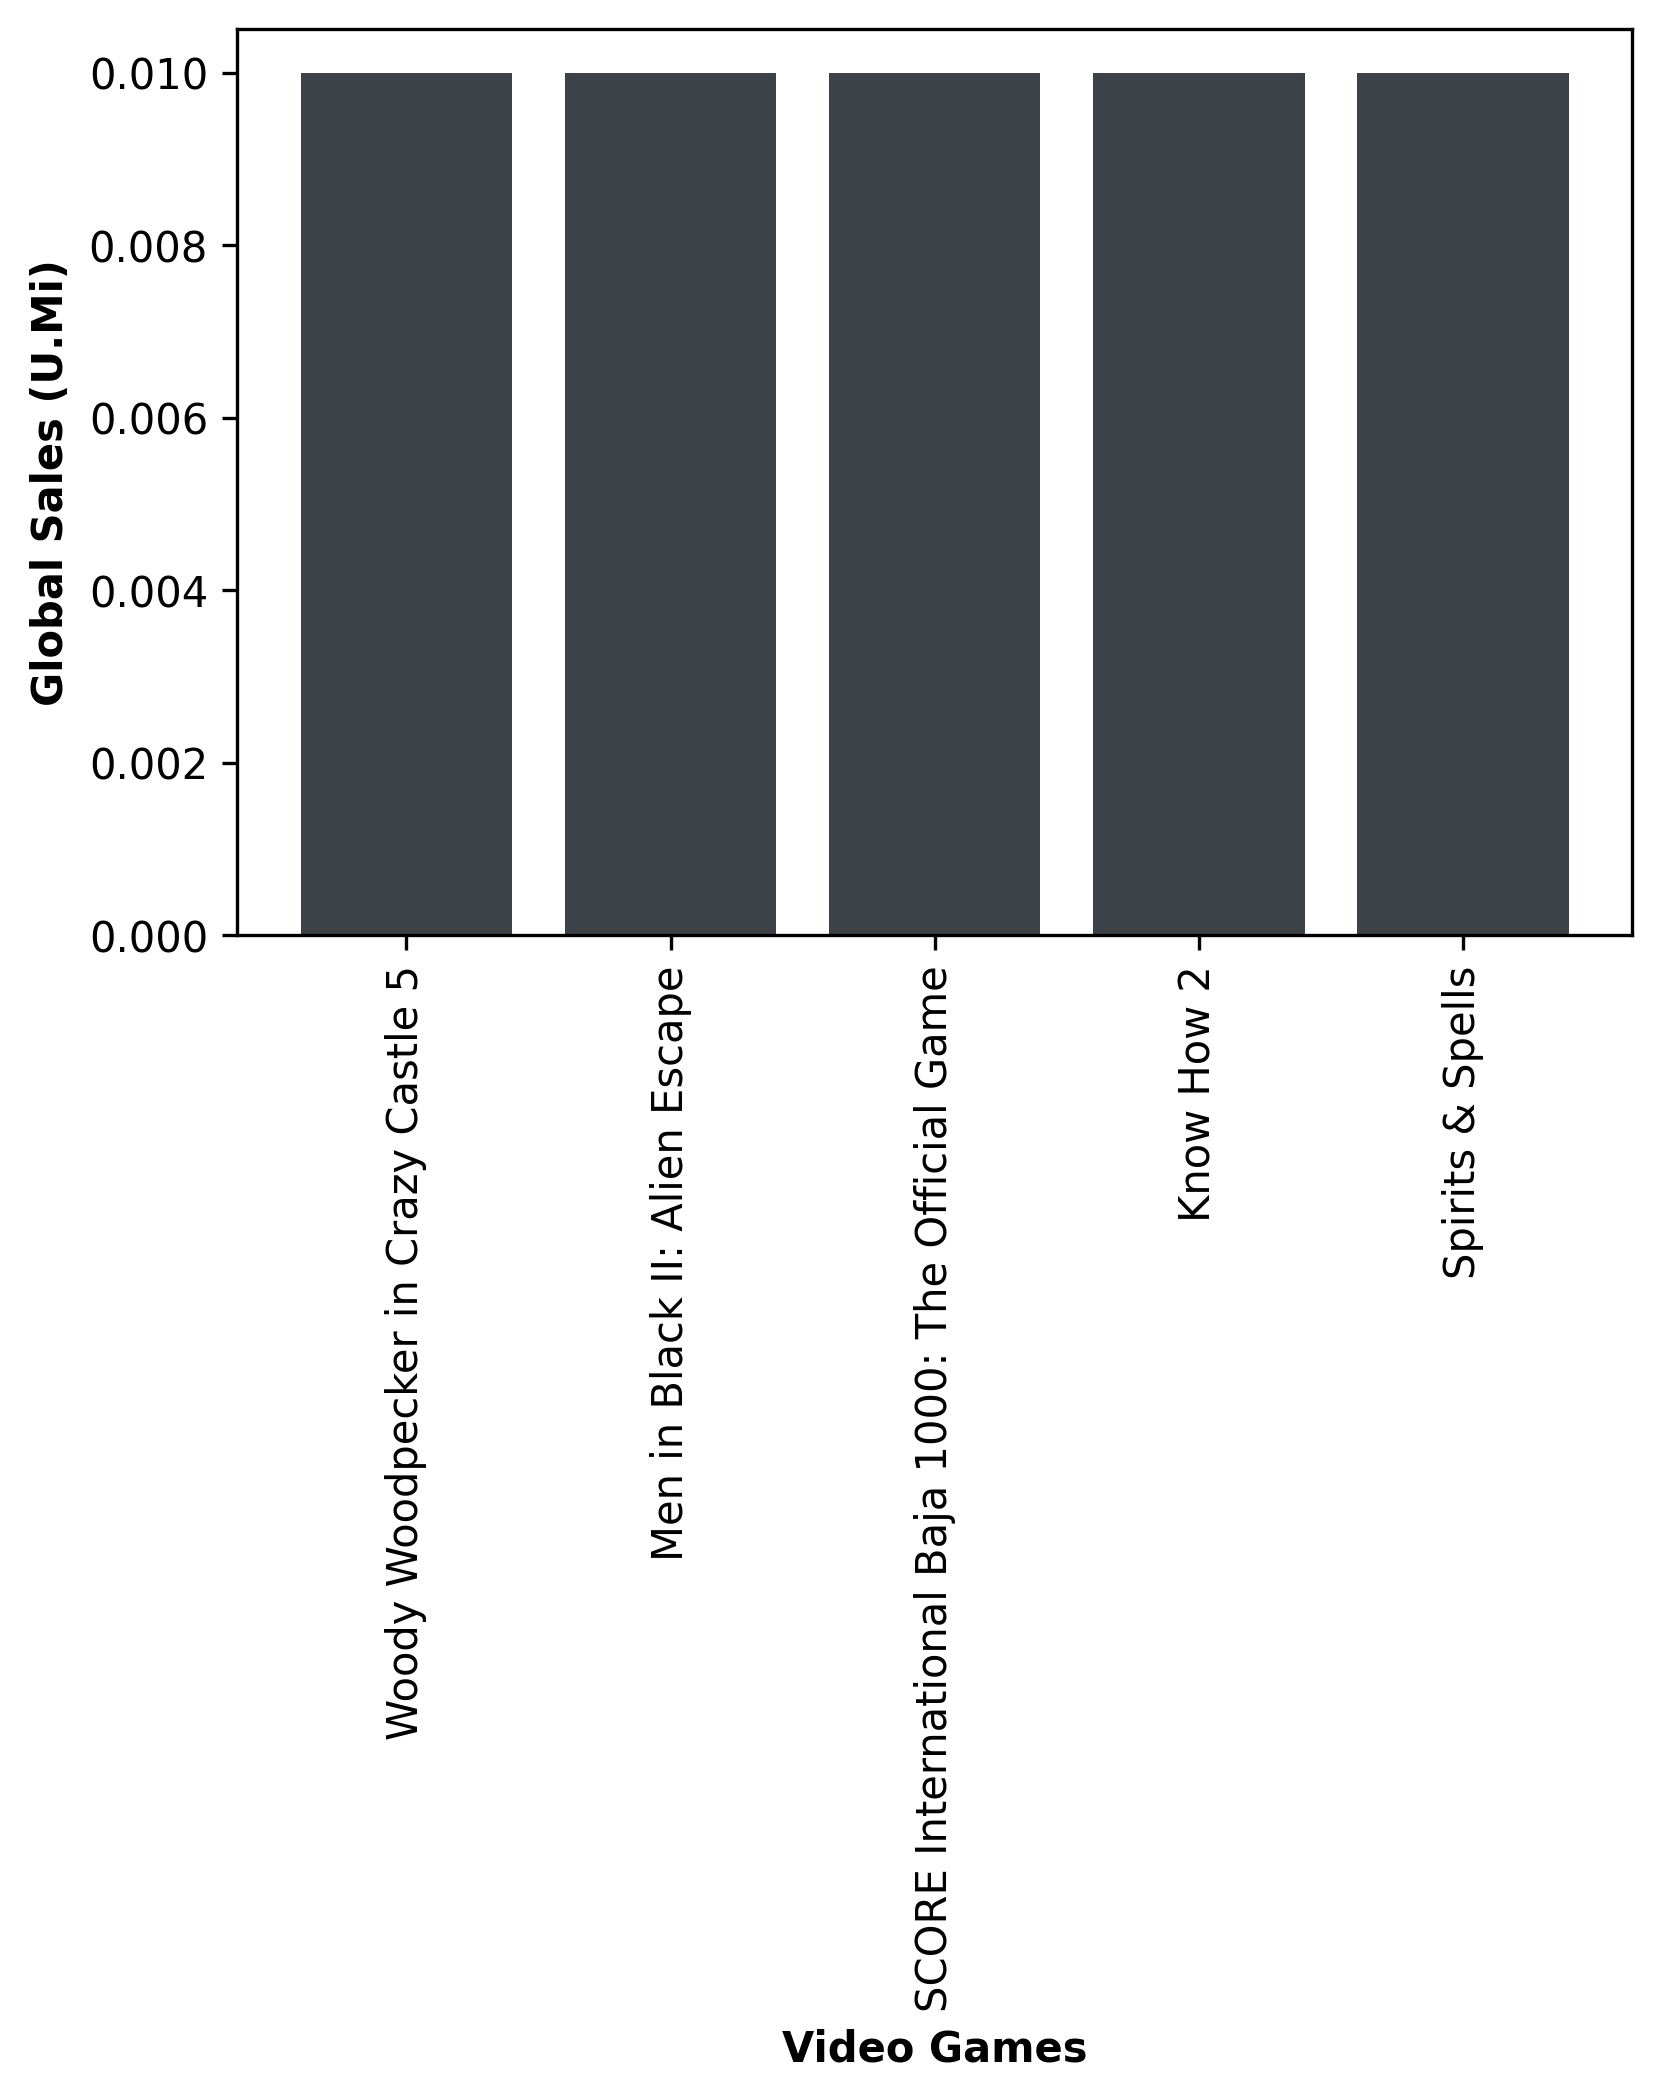 Global Sales (U.Mi)
0.010
0.008
0.006
0.004
0.002
0.000
Woody Woodpecker in Crazy Castle 5
Men in Black II: Alien Escape
SCORE International Baja 1000: The Official Game
Know How 2
Spirits & Spells
Video Games